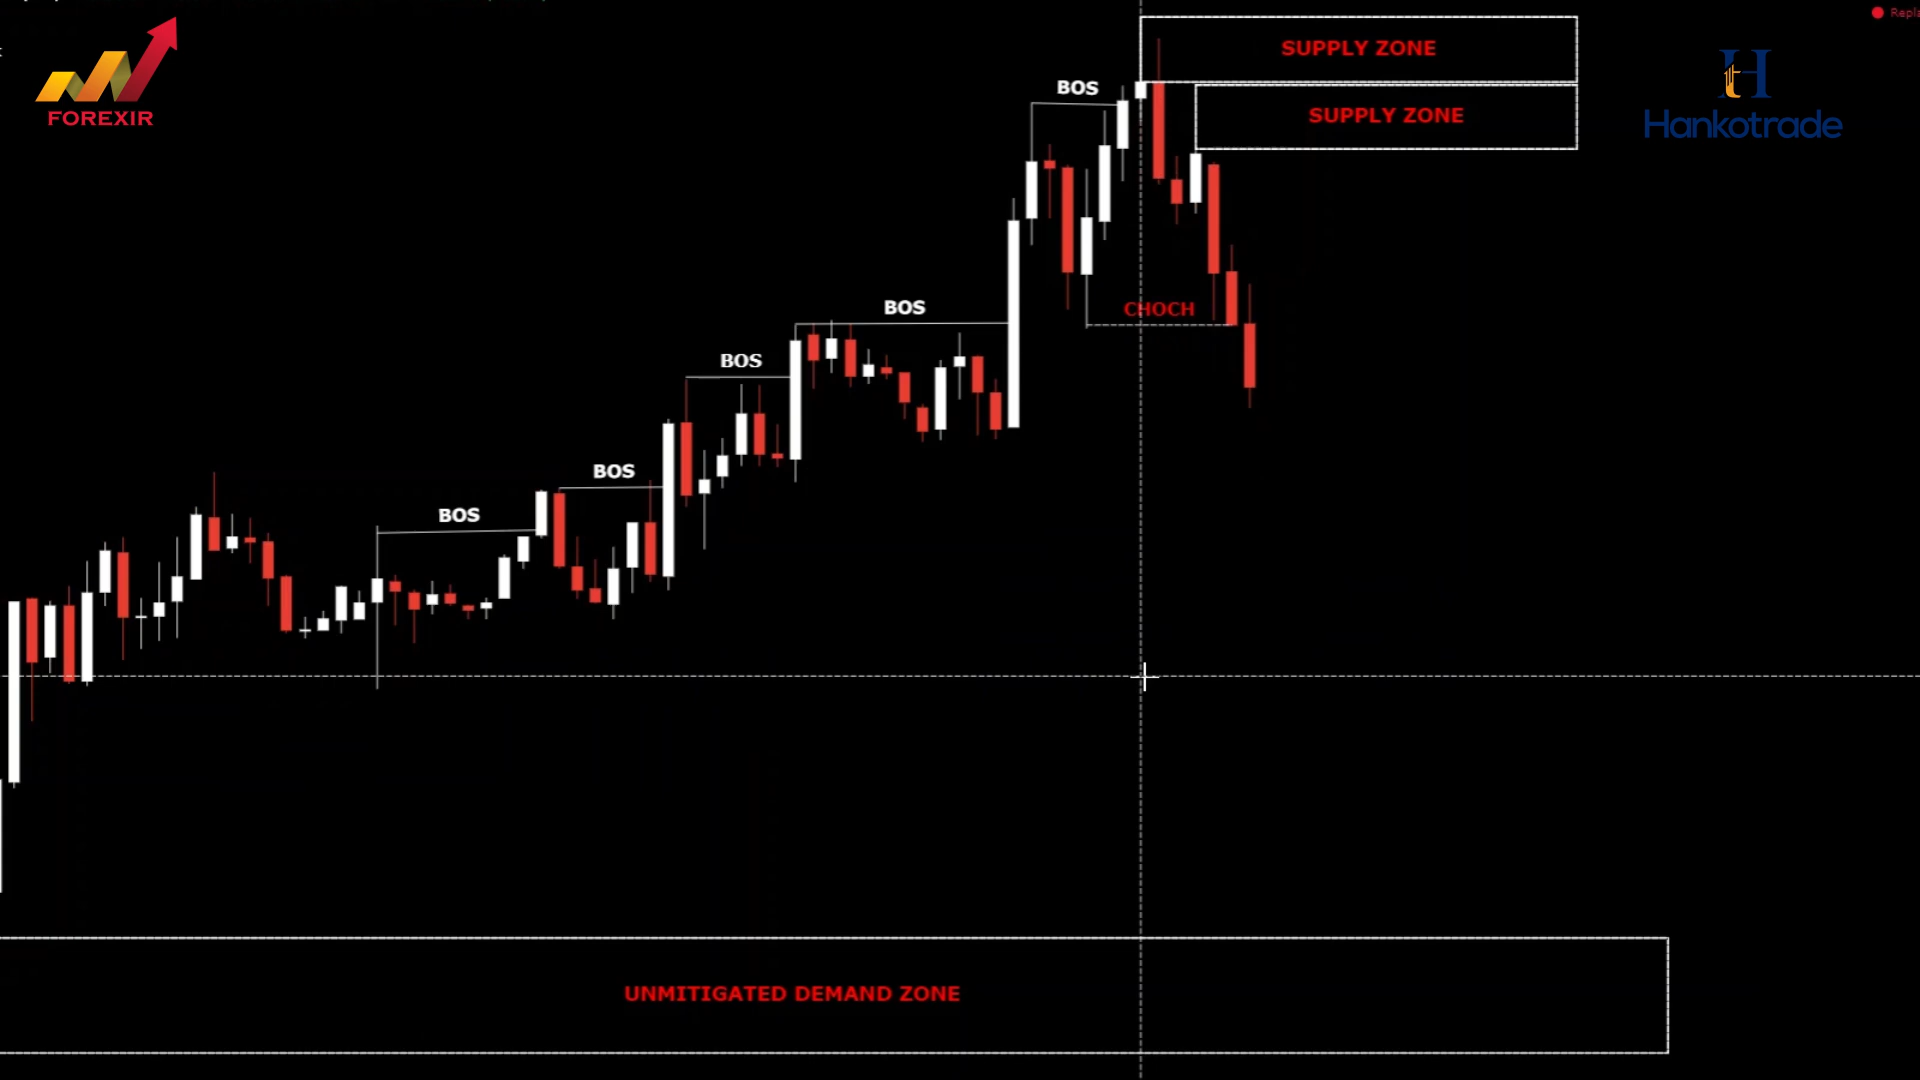 SUPPLY ZONE
BOS
SUPPLY ZONE
FOREXIR
Hankotrade
BOS
CHOCH
BOS
BOS
BOS
UNMITIGATED DEMAND ZONE